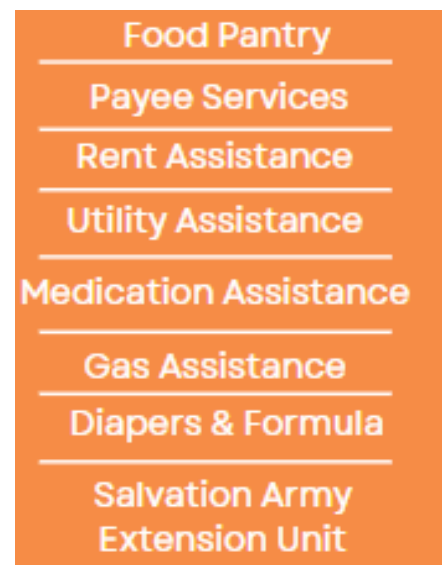 Food Pantry
Payee Services
Rent Assistance
Utility Assistance
Medication Assistance
Gas Assistance
Diapers & Formula
Salvation Army
Extension Unit